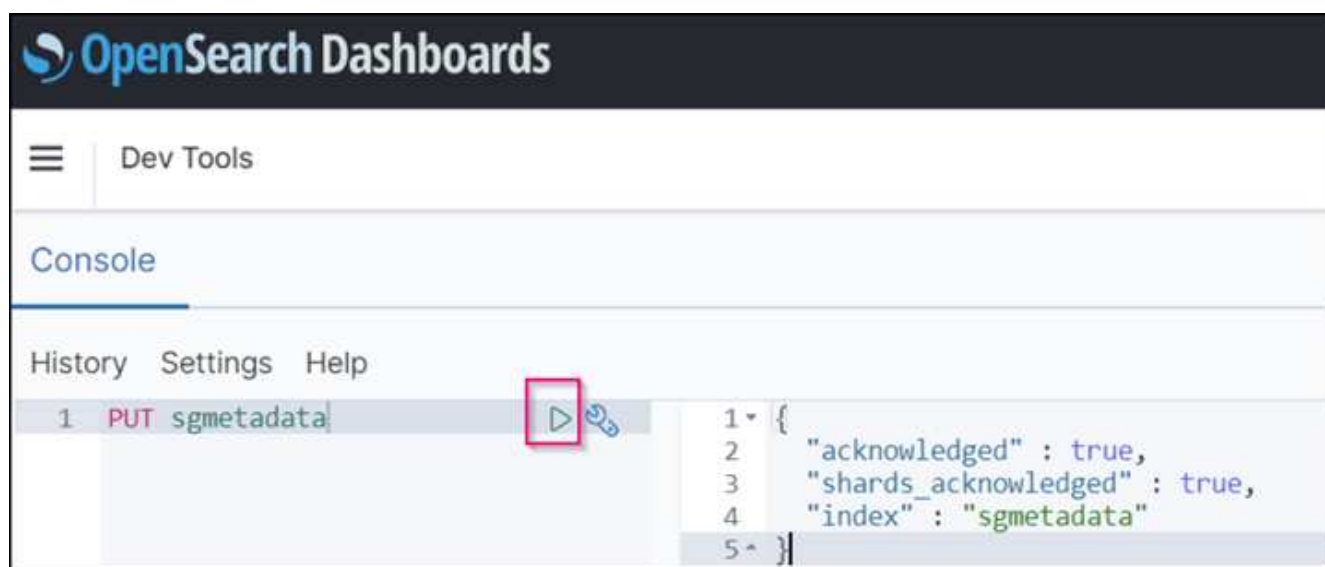 OpenSearch Dashboards
Dev Tools
Console
History Settings Help
1 PUT sgmetadata
1 {
2 "acknowledged" : true,
3 "shards_acknowledged" : true,
4 "index" : "sgmetadata"
5 }